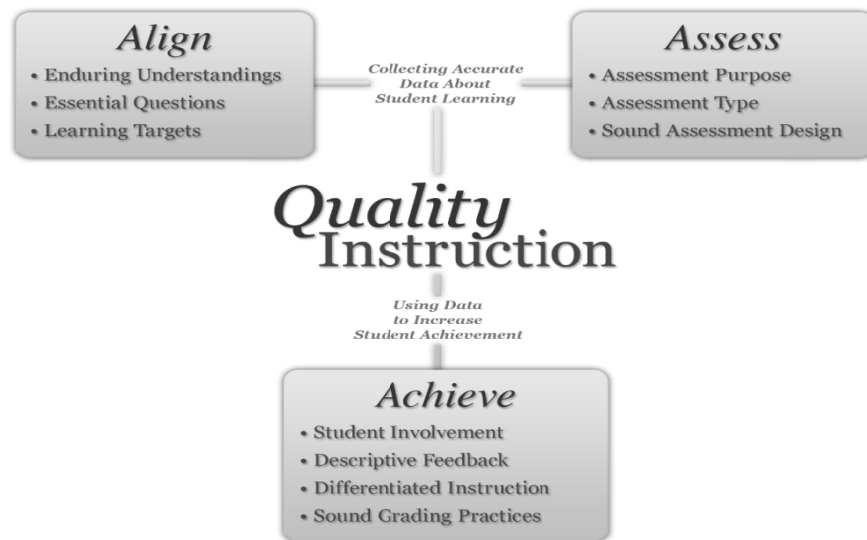 Align
• Enduring Understandings
• Essential Questions
• Learning Targets
Collecting Accurate
Data About
Student Learning
Assess
• Assessment Purpose
• Assessment Type
• Sound Assessment Design
Quality
Instruction
Using Data
to Increase
Student Achievement
Achieve
• Student Involvement
• Descriptive Feedback
• Differentiated Instruction
• Sound Grading Practices